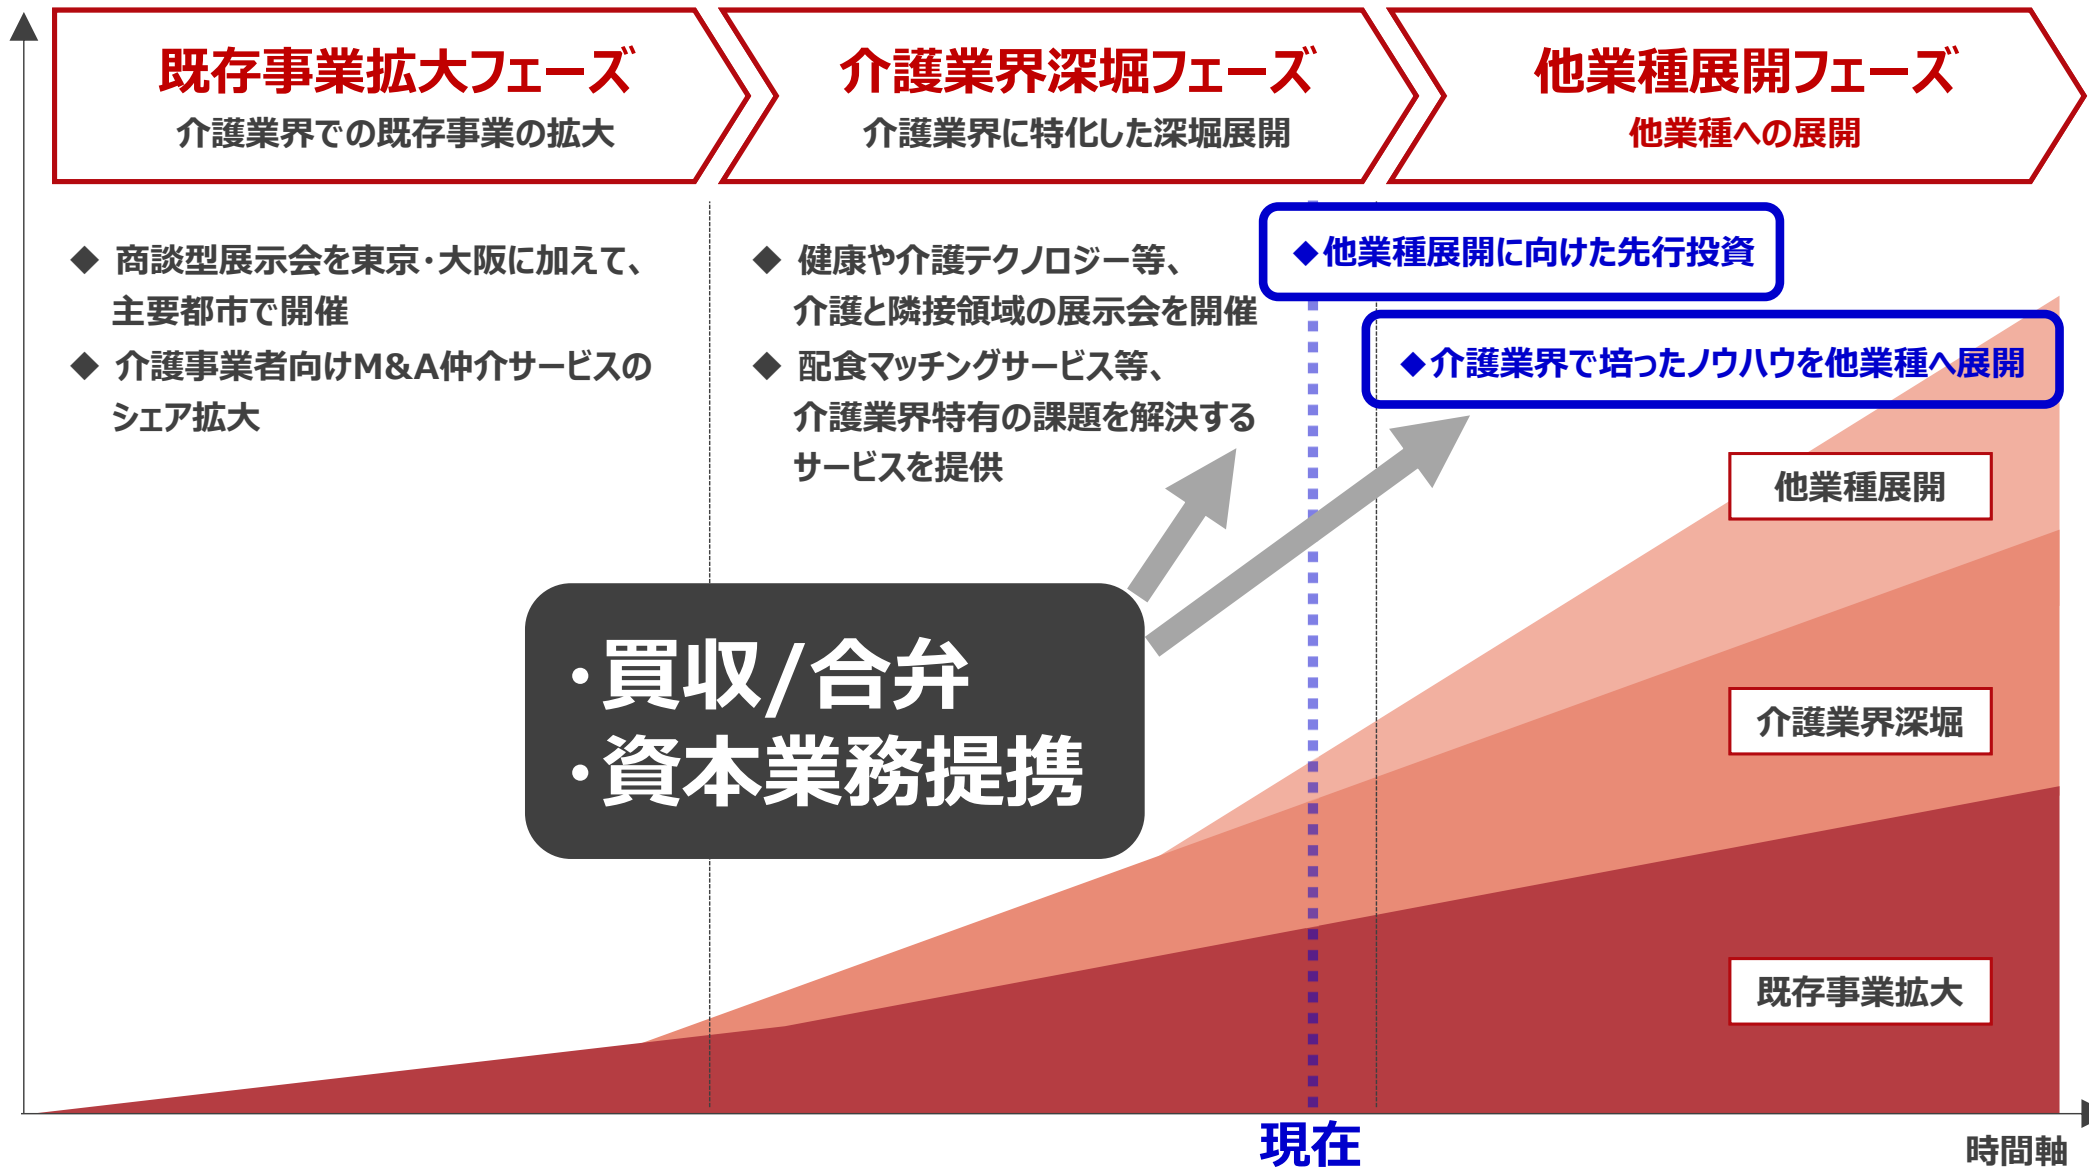 既存事業拡大フェーズ
介護業界での既存事業の拡大
介護業界深堀フェーズ
介護業界に特化した深堀展開
他業種展開フェーズ
他業種への展開
◆ 商談型展示会を東京・大阪に加えて、
主要都市で開催
◆ 介護事業者向けM&A仲介サービスの
シェア拡大
◆ 健康や介護テクノロジー等、
介護と隣接領域の展示会を開催
◆ 配食マッチングサービス等、
介護業界特有の課題を解決する
サービスを提供
◆他業種展開に向けた先行投資
◆介護業界で培ったノウハウを他業種へ展開
・買収/合弁
・資本業務提携
他業種展開
介護業界深堀
既存事業拡大
現在
時間軸